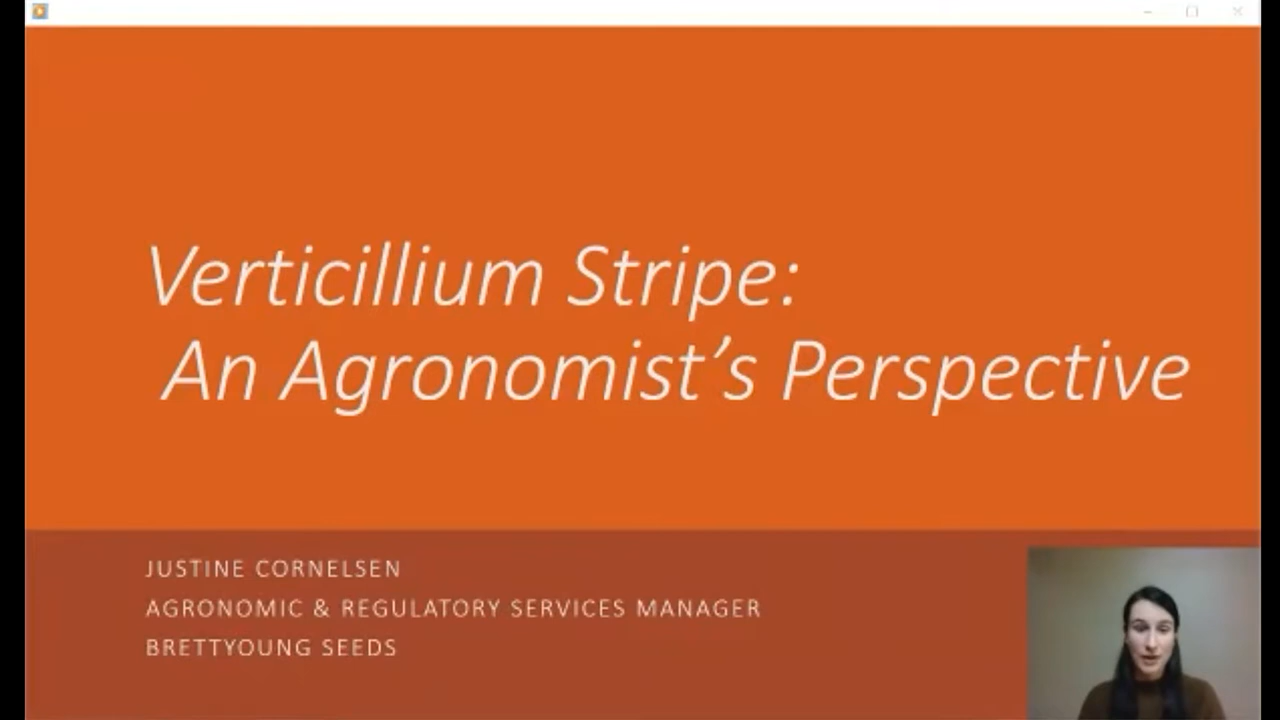 Verticillium Stripe:
An Agronomist’s Perspective
JUSTINE CORNELSEN
AGRONOMIC & REGULATORY SERVICES MANAGER
BRETTYOUNG SEEDS